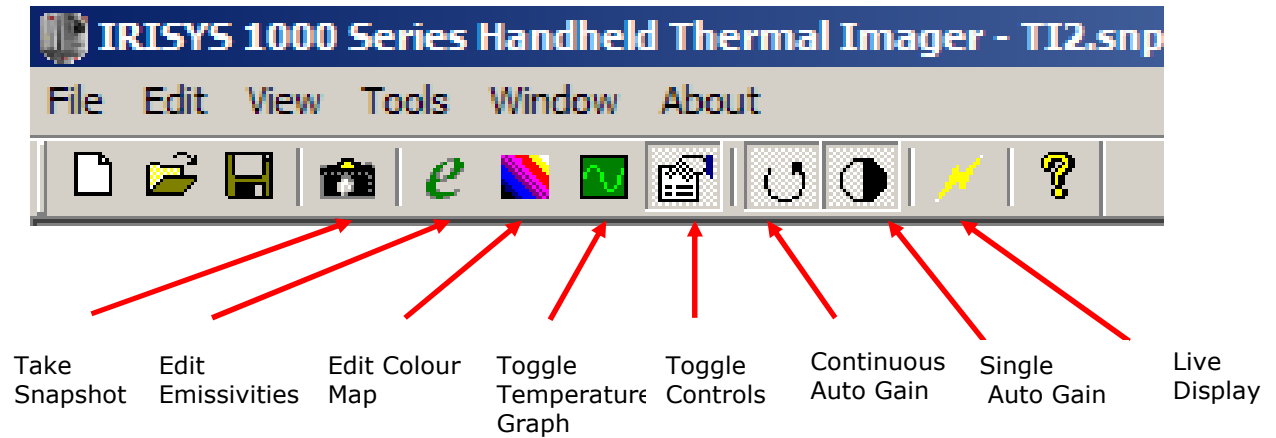 IRISYS 1000 Series Handheld Thermal Imager - TI2.snp
File Edit View Tools Window About
e ?
Take Snapshot
Edit Emissivities
Edit Colour Map
Toggle Temperature Graph
Toggle Controls
Continuous Auto Gain
Single Auto Gain
Live Display